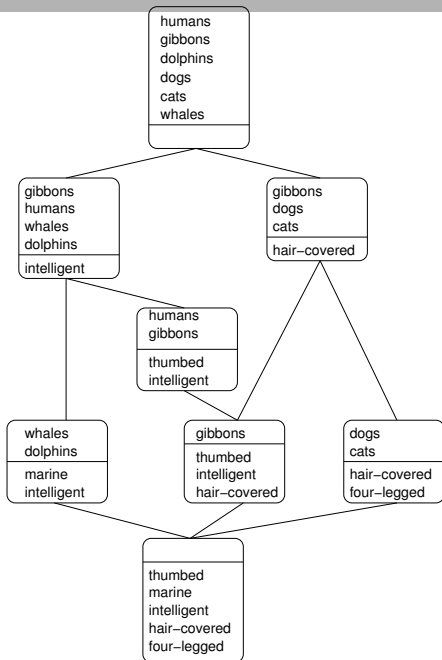 humans
gibbons
dolphins
dogs
cats
whales
gibbons
humans
whales
dolphins
intelligent
gibbons
dogs
cats
hair-covered
humans
gibbons
thumbed
intelligent
whales
dolphins
marine
intelligent
gibbons
thumbed
intelligent
hair-covered
dogs
cats
hair-covered
four-legged
thumbed
marine
intelligent
hair-covered
four-legged